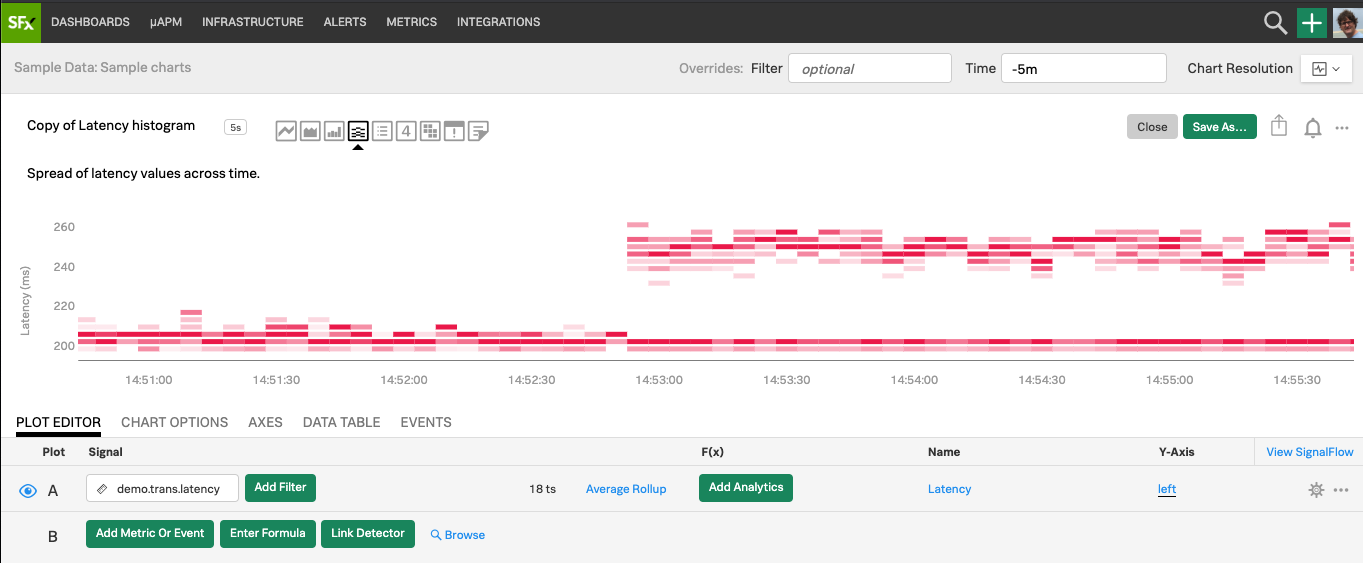 SFx DASHBOARDS µAPM INFRASTRUCTURE ALERTS METRICS INTEGRATIONS
Sample Data: Sample charts Overrides: Filter optional Time -5m Chart Resolution
Copy of Latency histogram 5s 4 Close Save As...
Spread of latency values across time.
Latency (ms)
260
240
220
200
14:51:00 14:51:30 14:52:00 14:52:30 14:53:00 14:53:30 14:54:00 14:54:30 14:55:00 14:55:30
PLOT EDITOR CHART OPTIONS AXES DATA TABLE EVENTS
Plot Signal F(x) Name Y-Axis View SignalFlow
A demo.trans.latency Add Filter 18 ts Average Rollup Add Analytics Latency left
B Add Metric Or Event Enter Formula Link Detector Browse